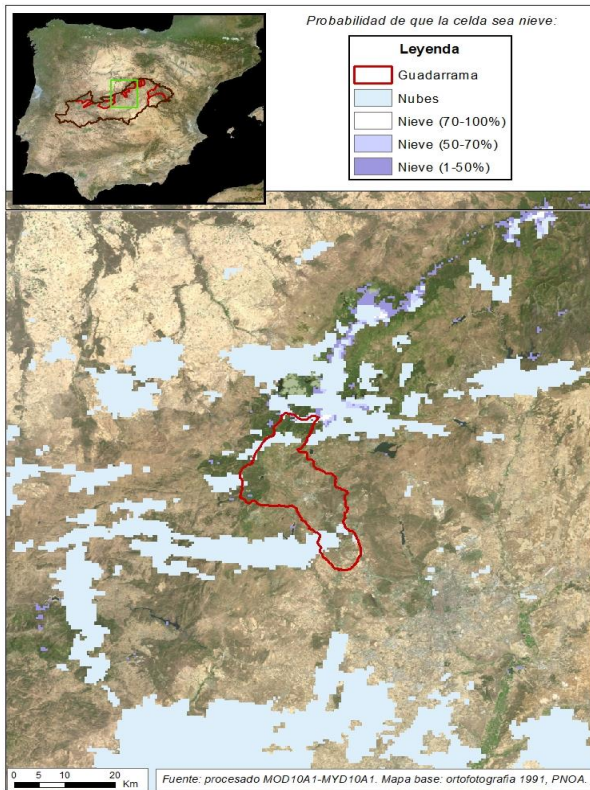 Probabilidad de que la celda sea nieve:
Leyenda
Guadarrama
Nubes
Nieve (70-100%)
Nieve (50-70%)
Nieve (1-50%)
0 5 10 20
Km
Fuente: procesado MOD10A1-MYD10A1. Mapa base: ortofotografia 1991, PNOA.